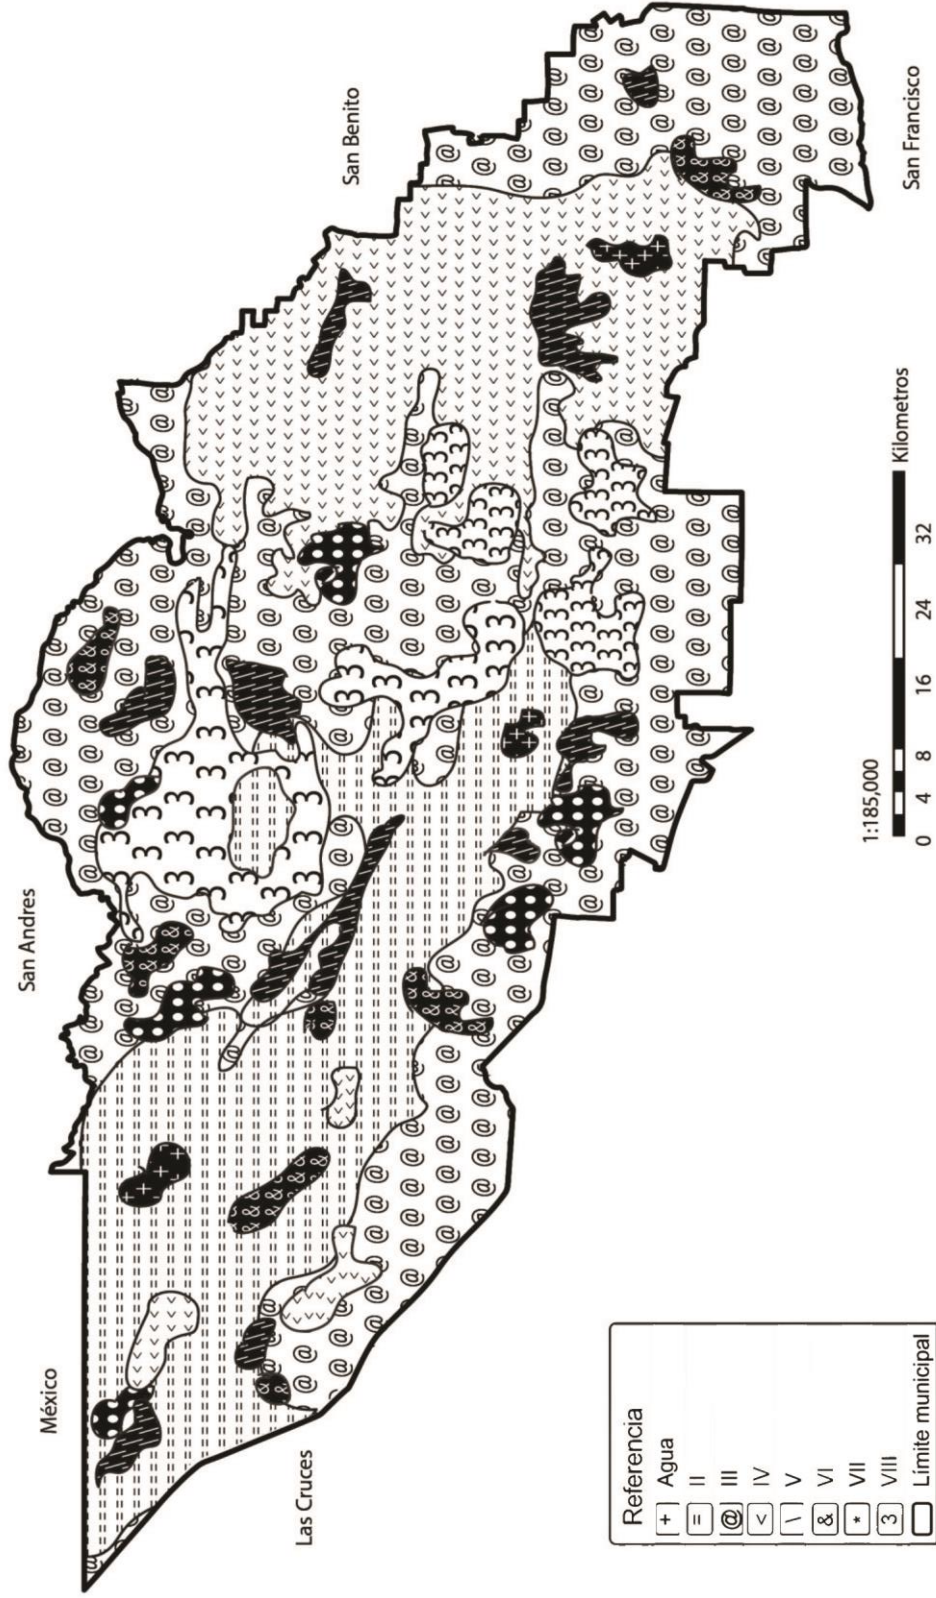 México
San Andres
San Benito
Las Cruces
San Francisco
Referencia
+ Agua
= II
@ III
< IV
\ V
& VI
* VII
3 VIII
Límite municipal
1:185,000
0 4 8 16 24 32 Kilometros